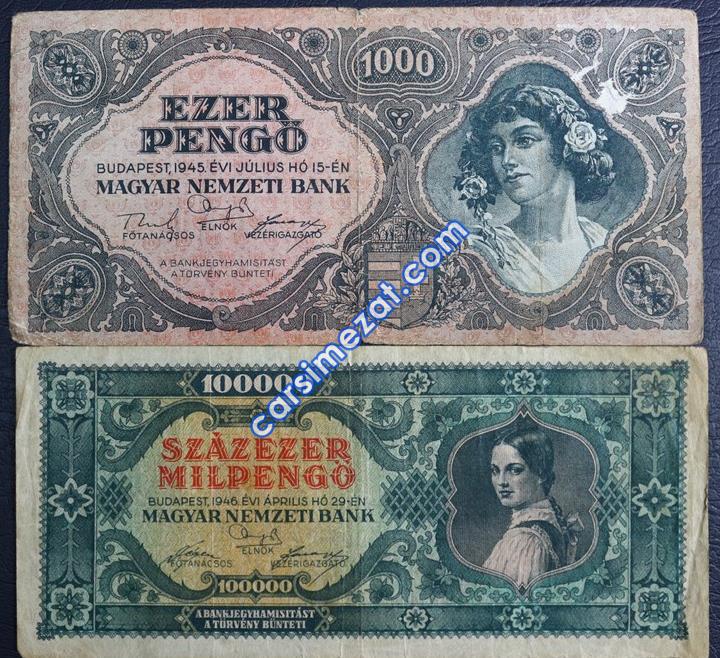 1000
EZER
PENGŐ
BUDAPEST, 1945. ÉVI JÚLIUS HÓ 15-ÉN
MAGYAR NEMZETI BANK
FŐTANÁCSOS ELNÖK VEZÉRIGAZGATÓ
A BANKJEGYHAMISITÁST
A TÖRVÉNY BÜNTETI
carsimezat.com
100000
SZÁZEZER
MILPENGŐ
BUDAPEST, 1946. ÉVI ÁPRILIS HÓ 29-ÉN
MAGYAR NEMZETI BANK
FŐTANÁCSOS ELNÖK VEZÉRIGAZGATÓ
100000
A BANKJEGYHAMISITÁST
A TÖRVÉNY BÜNTETI